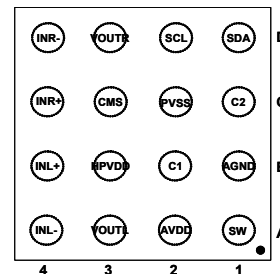 INR- VOUTR SCL SDA D
INR+ CMS PVSS C2 C
INL+ HPVDD C1 AGND B
INL- VOUTL AVDD SW A
4 3 2 1